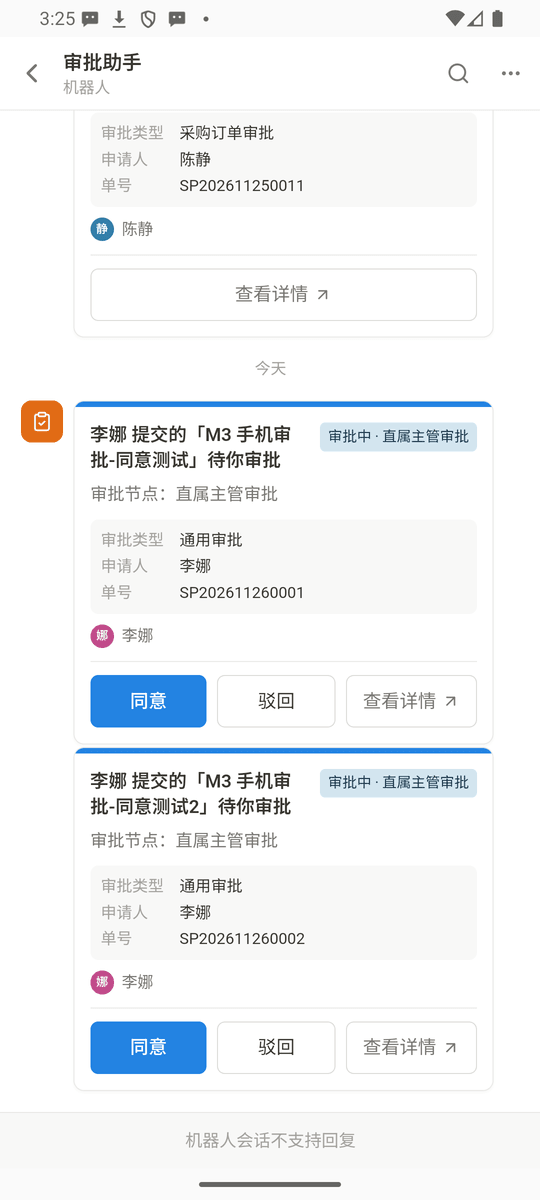 3:25
审批助手
机器人
审批类型 采购订单审批
申请人 陈静
单号 SP202611250011
静 陈静
查看详情
今天
李娜 提交的「M3 手机审
批-同意测试」待你审批
审批中 · 直属主管审批
审批节点：直属主管审批
审批类型 通用审批
申请人 李娜
单号 SP202611260001
娜 李娜
同意 驳回 查看详情
李娜 提交的「M3 手机审
批-同意测试2」待你审批
审批中 · 直属主管审批
审批节点：直属主管审批
审批类型 通用审批
申请人 李娜
单号 SP202611260002
娜 李娜
同意 驳回 查看详情
机器人会话不支持回复